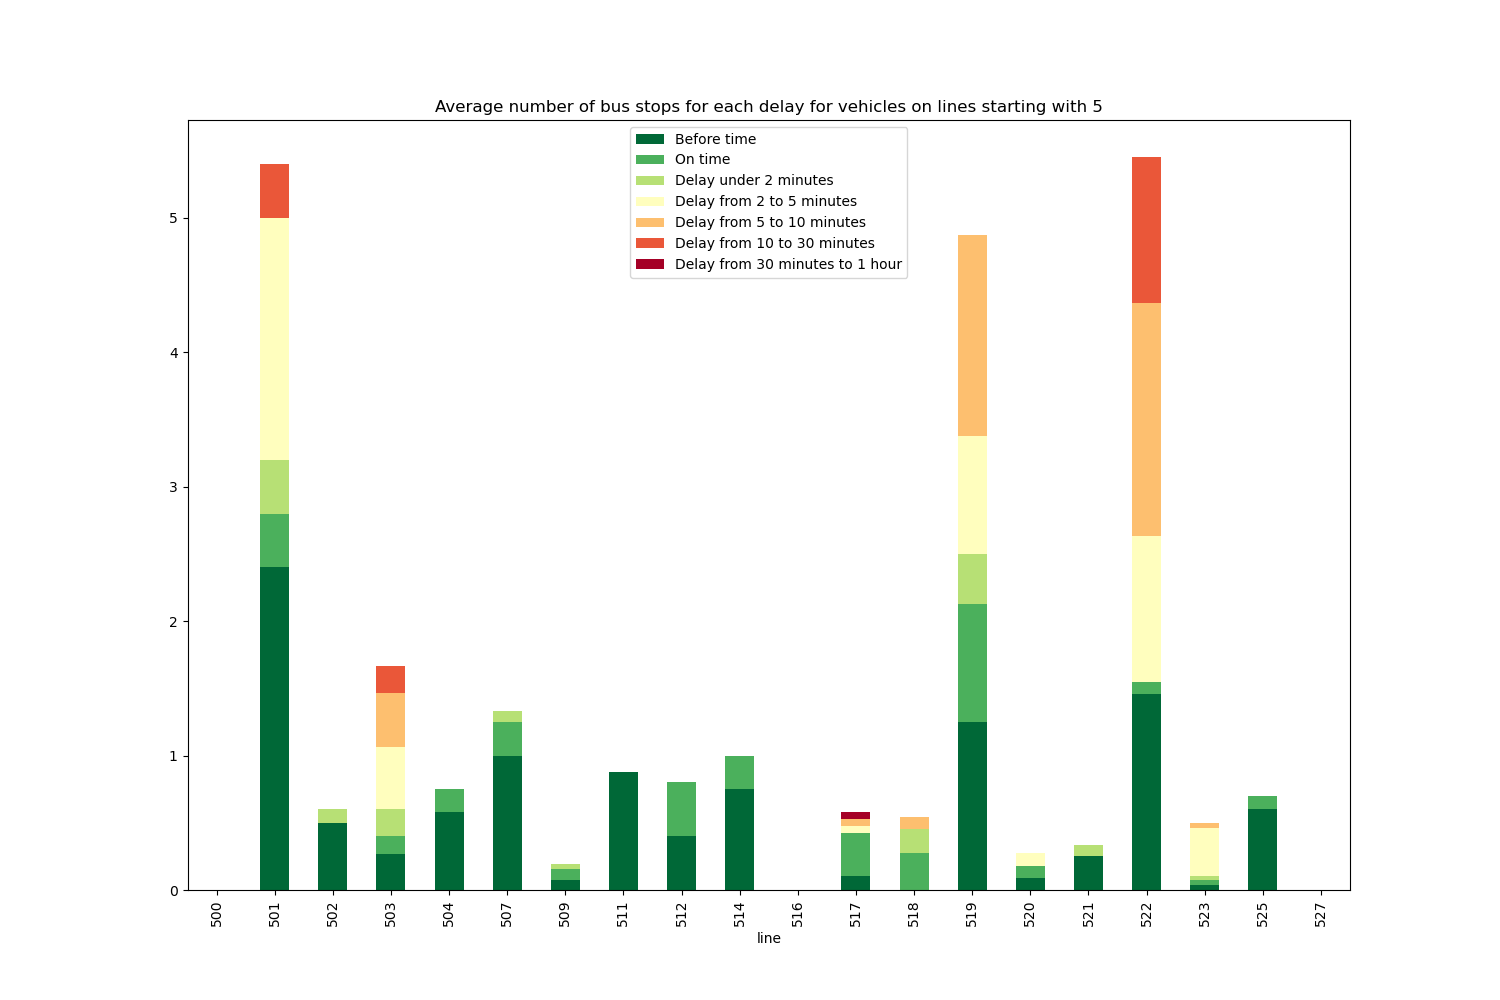 Average number of bus stops for each delay for vehicles on lines starting with 5
Before time
On time
Delay under 2 minutes
Delay from 2 to 5 minutes
Delay from 5 to 10 minutes
Delay from 10 to 30 minutes
Delay from 30 minutes to 1 hour
5
4
3
2
1
0
500
501
502
503
504
507
509
511
512
514
516
517
518
519
520
521
522
523
525
527
line